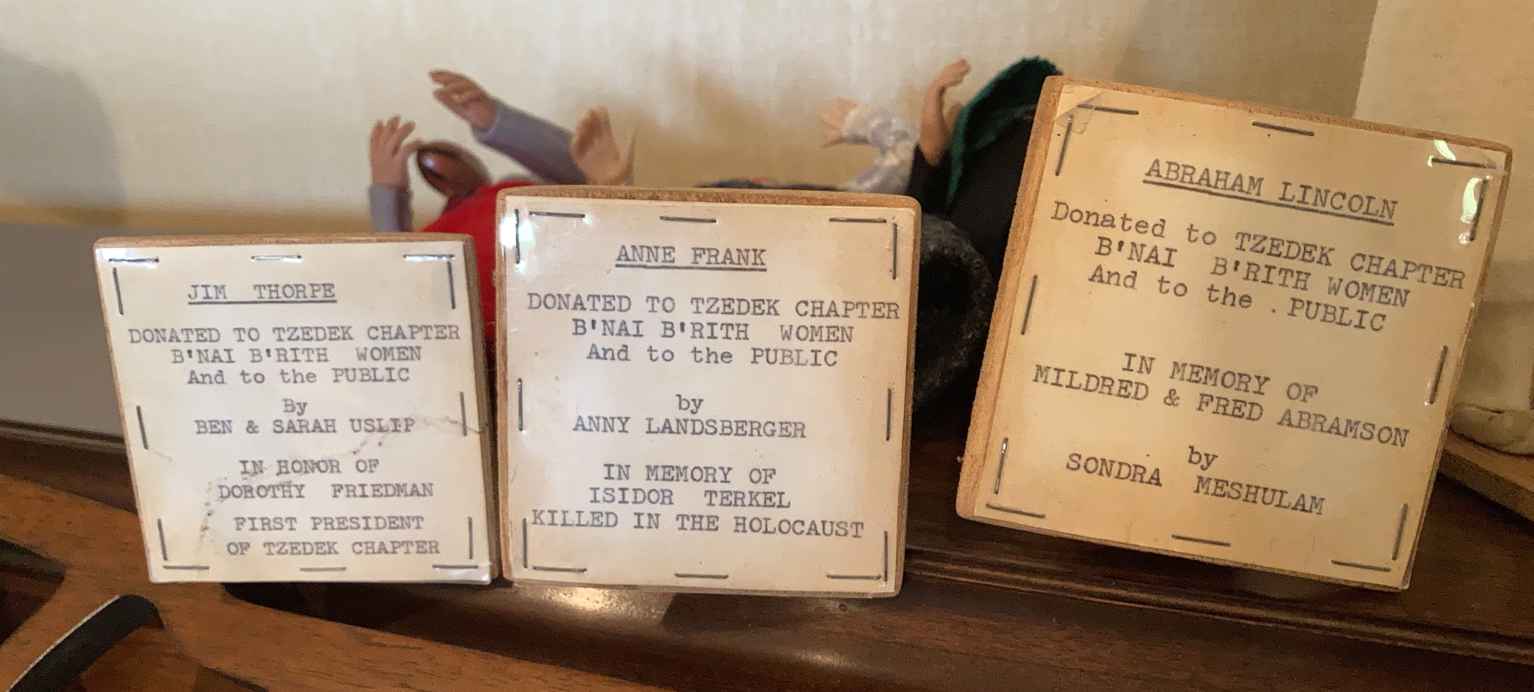 JIM THORPE
DONATED TO TZEDEK CHAPTER
B'NAI B'RITH WOMEN
And to the PUBLIC
By
BEN & SARAH USLIP
IN HONOR OF
DOROTHY FRIEDMAN
FIRST PRESIDENT
OF TZEDEK CHAPTER
ANNE FRANK
DONATED TO TZEDEK CHAPTER
B'NAI B'RITH WOMEN
And to the PUBLIC
by
ANNY LANDSBERGER
IN MEMORY OF
ISIDOR TERKEL
KILLED IN THE HOLOCAUST
ABRAHAM LINCOLN
Donated to TZEDEK CHAPTER
B'NAI B'RITH WOMEN
And to the . PUBLIC
IN MEMORY OF
MILDRED & FRED ABRAMSON
by
SONDRA MESHULAM